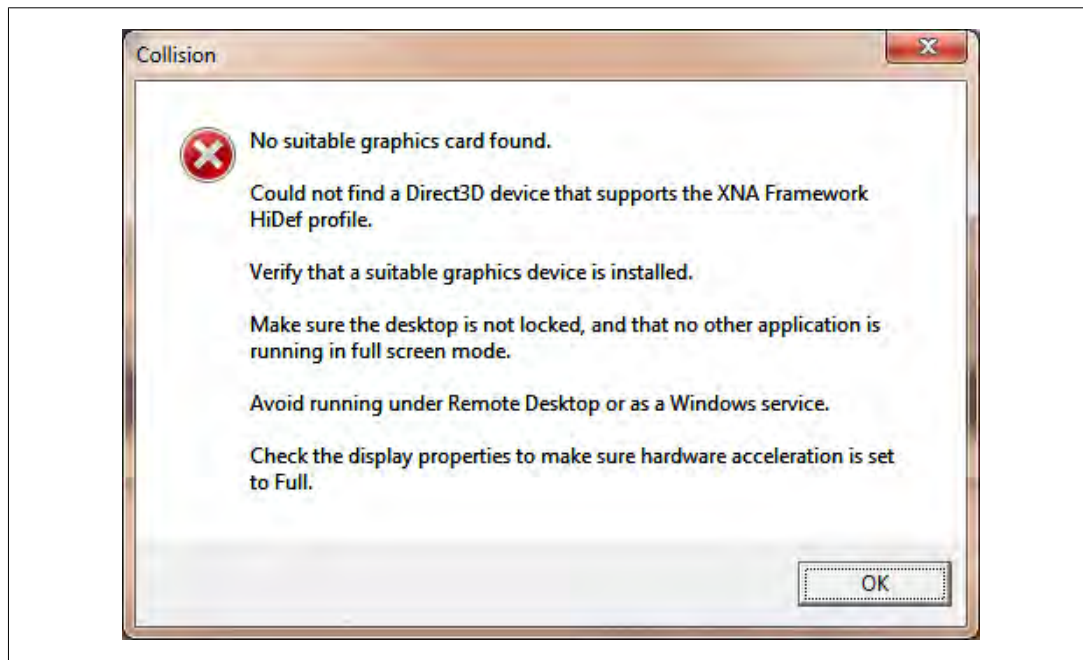 Collision
No suitable graphics card found.
Could not find a Direct3D device that supports the XNA Framework
HiDef profile.
Verify that a suitable graphics device is installed.
Make sure the desktop is not locked, and that no other application is
running in full screen mode.
Avoid running under Remote Desktop or as a Windows service.
Check the display properties to make sure hardware acceleration is set
to Full.
OK